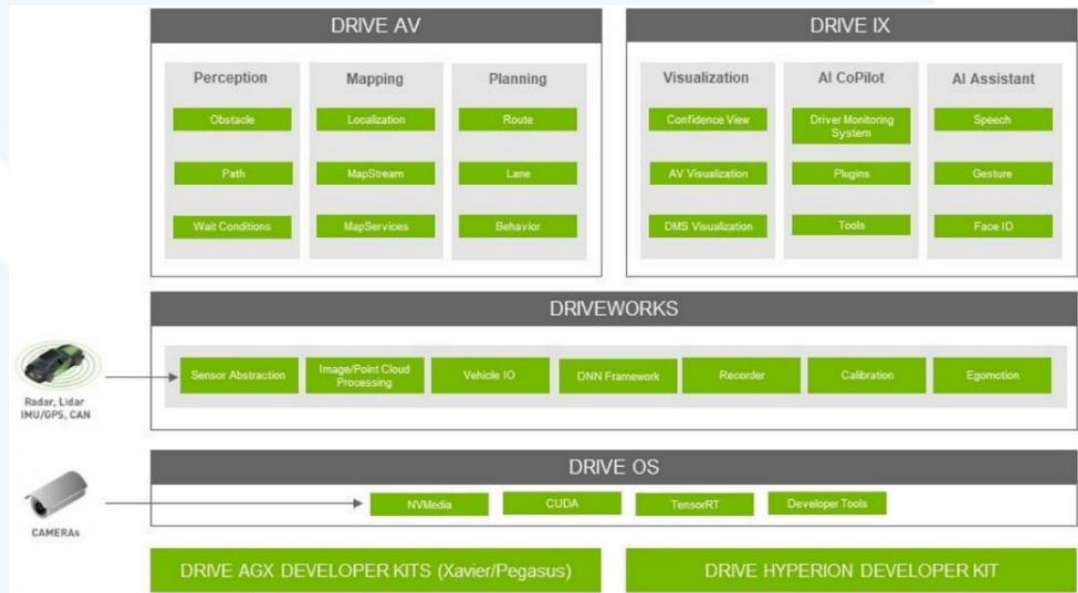 DRIVE AV
Perception
Obstacle
Path
Wait Conditions
Mapping
Localization
MapStream
MapServices
Planning
Route
Lane
Behavior
DRIVE IX
Visualization
Confidence View
AV Visualization
DMS Visualization
AI CoPilot
Driver Monitoring
System
Plugins
Tools
AI Assistant
Speech
Gesture
Face ID
DRIVEWORKS
Radar, Lidar
IMU/GPS, CAN
Sensor Abstraction
Image/Point Cloud
Processing
Vehicle IO
DNN Framework
Recorder
Calibration
Egomotion
DRIVE OS
CAMERAs
NVMedia
CUDA
TensorRT
Developer Tools
DRIVE AGX DEVELOPER KITS (Xavier/Pegasus)
DRIVE HYPERION DEVELOPER KIT